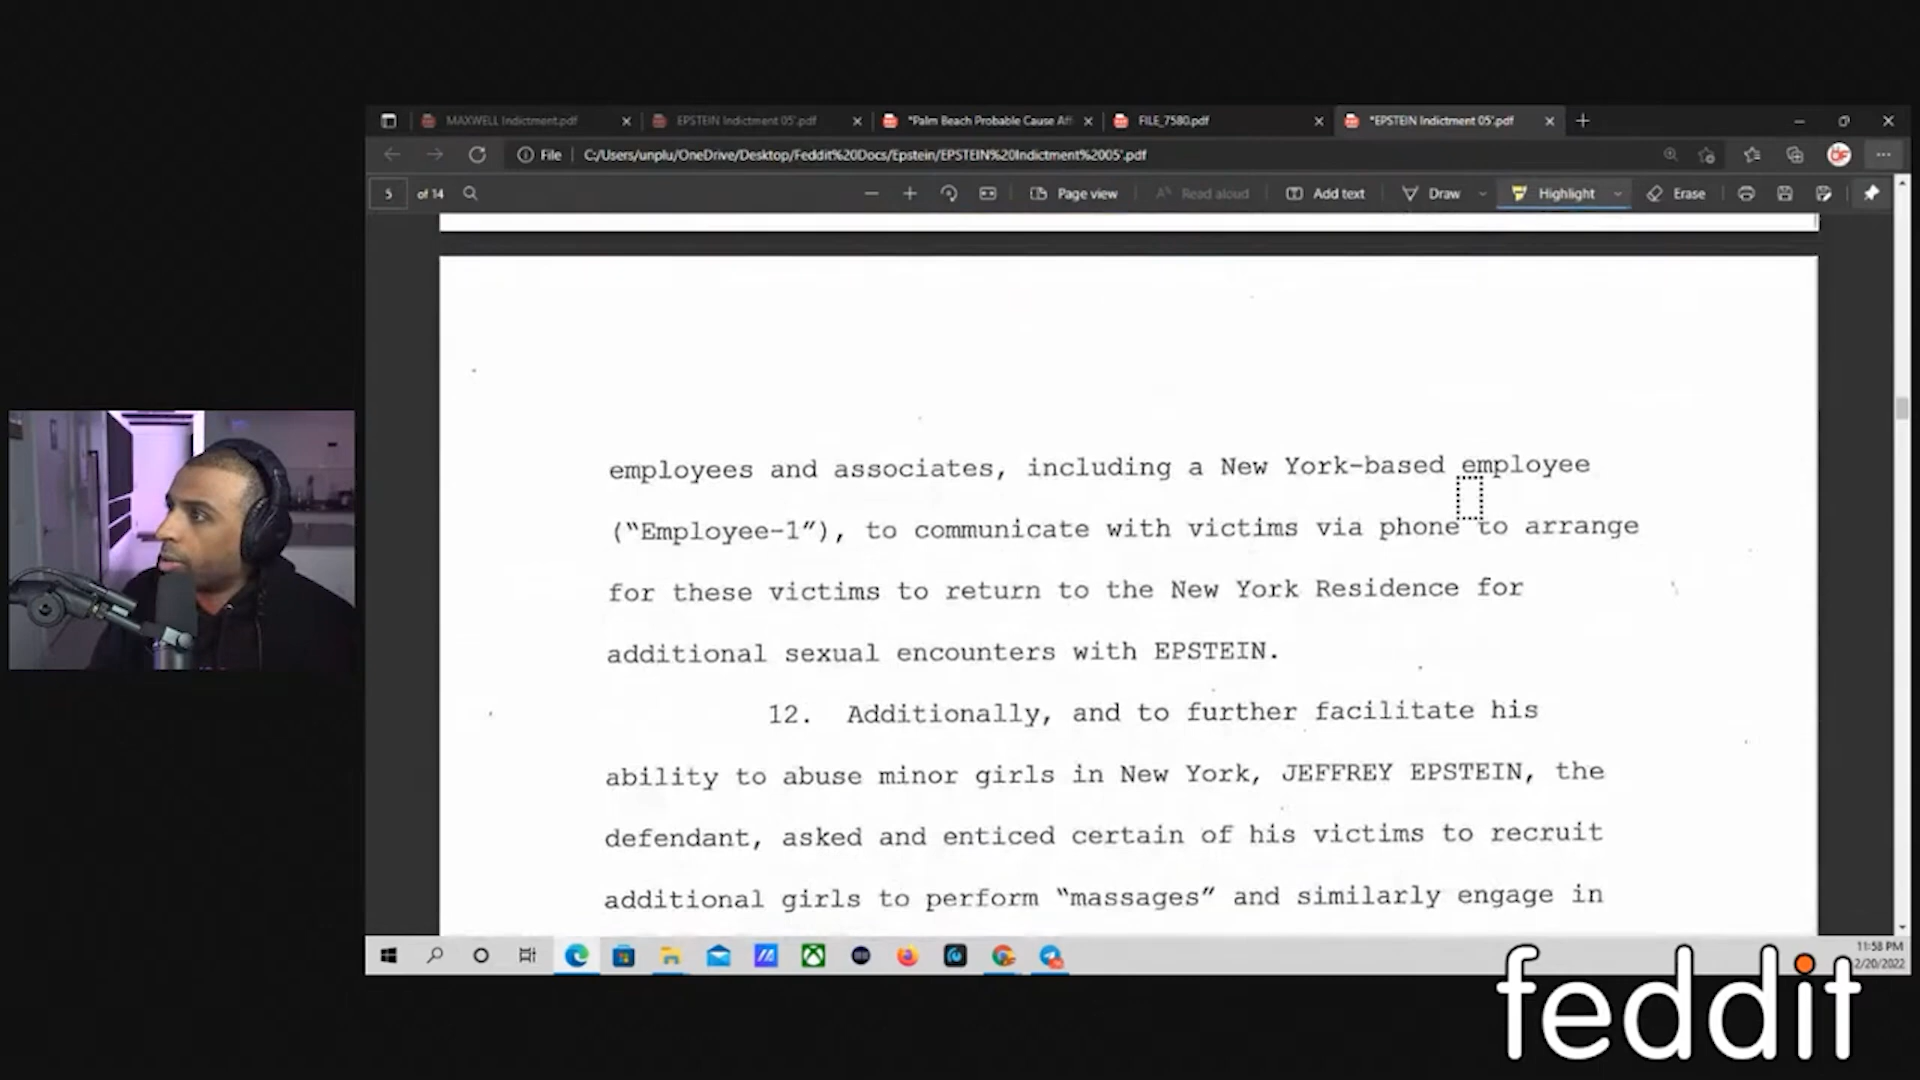 MAXWELL Indictment.pdf
EPSTEIN Indictment 05'.pdf
*Palm Beach Probable Cause Aff
FILE_7580.pdf
*EPSTEIN Indictment 05'.pdf
File
C:/Users/unplu/OneDrive/Desktop/Feddit%20Docs/Epstein/EPSTEIN%20Indictment%2005'.pdf
5 of 14
Page view
Read aloud
Add text
Draw
Highlight
Erase
employees and associates, including a New York-based employee
("Employee-1"), to communicate with victims via phone to arrange
for these victims to return to the New York Residence for
additional sexual encounters with EPSTEIN.
12. Additionally, and to further facilitate his
ability to abuse minor girls in New York, JEFFREY EPSTEIN, the
defendant, asked and enticed certain of his victims to recruit
additional girls to perform "massages" and similarly engage in
11:58 PM
2/20/2022
feddit